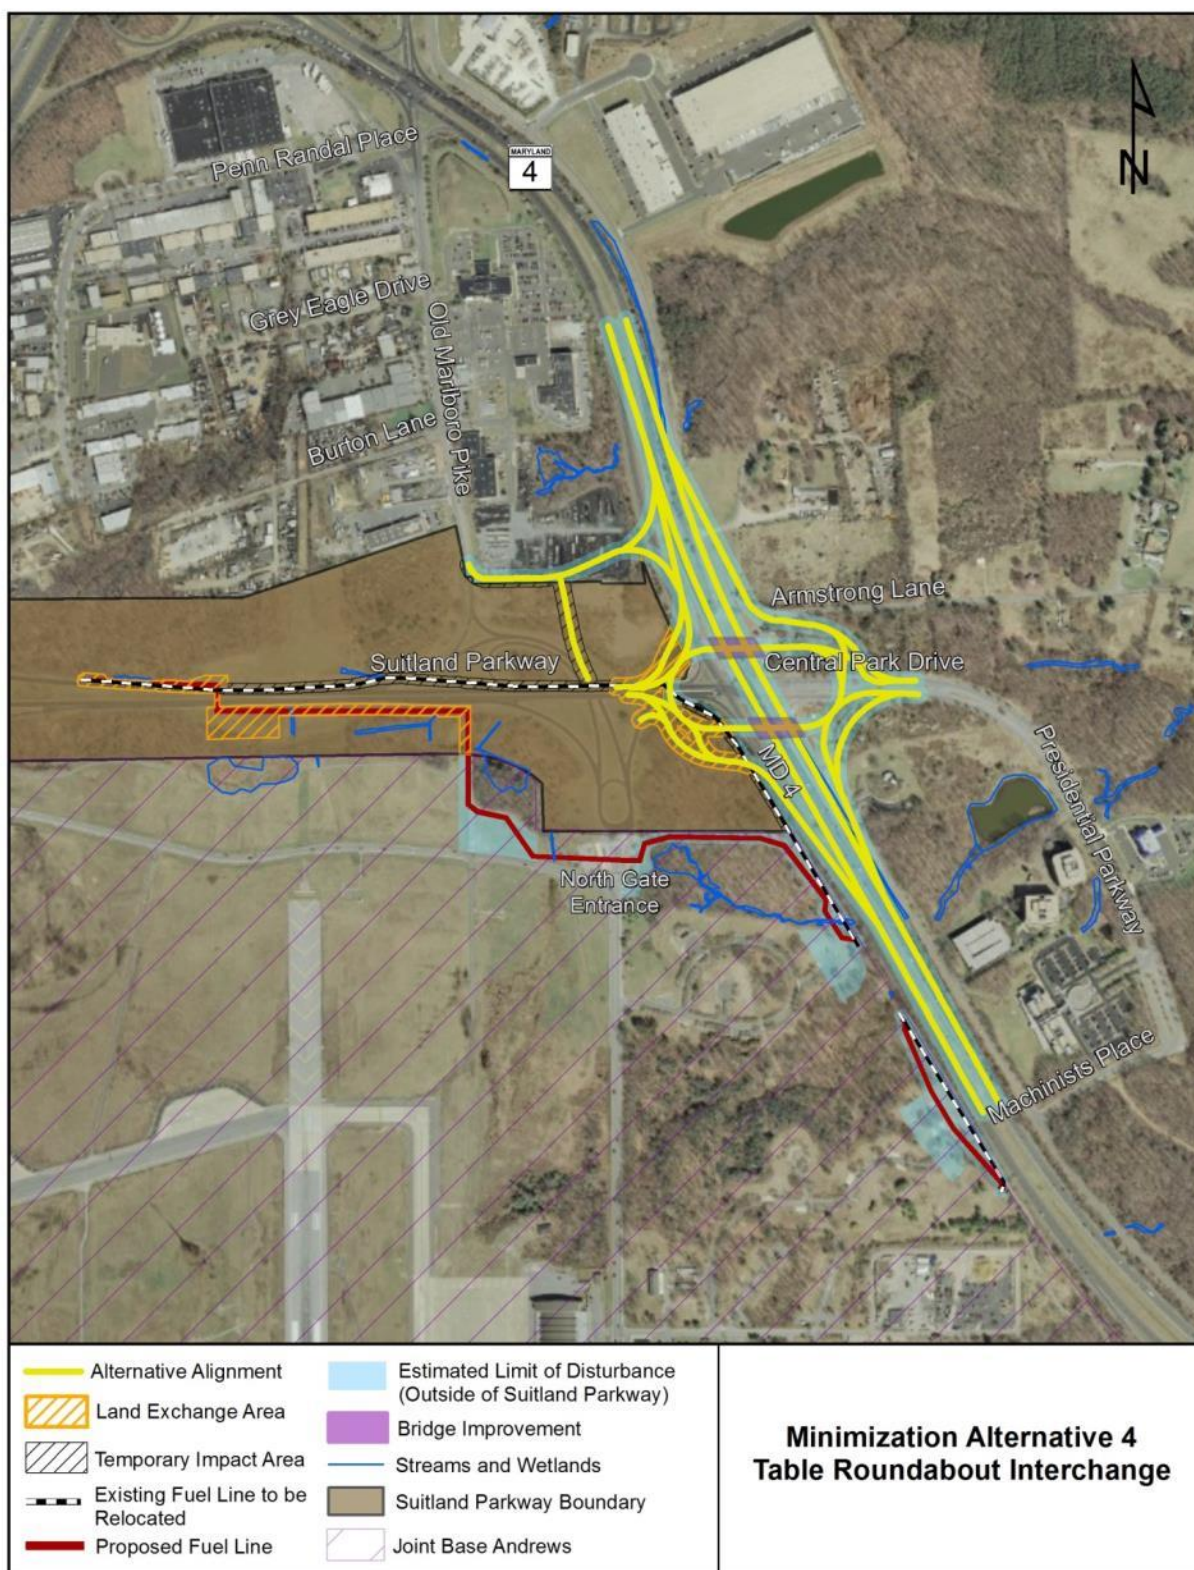 MARYLAND
4
N
Penn Randal Place
Grey Eagle Drive
Old Marlboro Pike
Burton Lane
Armstrong Lane
Suitland Parkway
Central Park Drive
MD 4
Presidential Parkway
North Gate
Entrance
Machinists Place
Alternative Alignment
Land Exchange Area
Temporary Impact Area
Existing Fuel Line to be
Relocated
Proposed Fuel Line
Estimated Limit of Disturbance
(Outside of Suitland Parkway)
Bridge Improvement
Streams and Wetlands
Suitland Parkway Boundary
Joint Base Andrews
Minimization Alternative 4
Table Roundabout Interchange